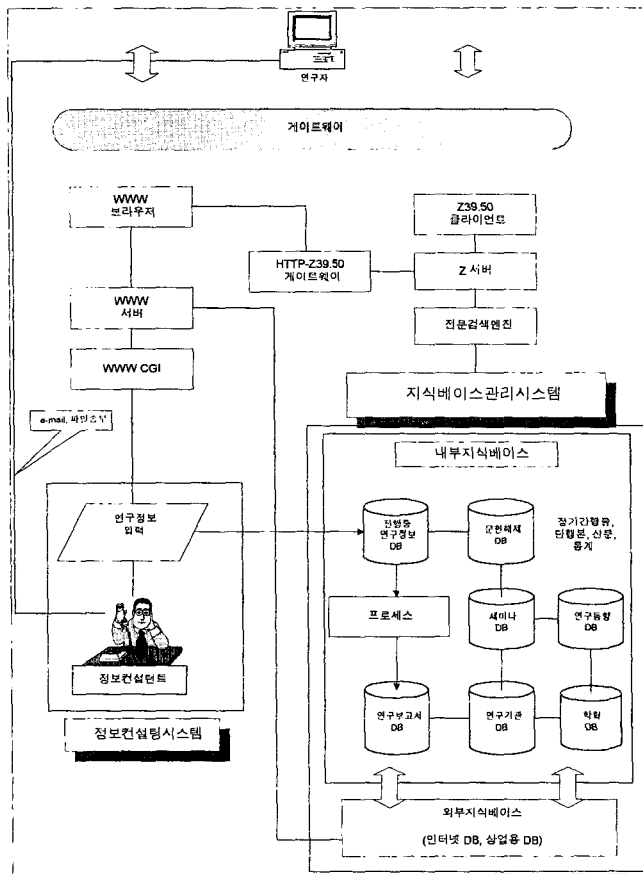 연구자
게이트웨이
WWW
브라우저
Z39.50
클라이언트
HTTP-Z39.50
게이트웨이
Z 서버
WWW
서버
전문검색엔진
WWW CGI
지식베이스관리시스템
e-mail, 파일첨부
내부지식베이스
연구정보
입력
진행중
연구정보
DB
문헌해제
DB
정기간행유,
단행본, 신문,
통계
프로세스
세미나
DB
연구동향
DB
정보컨설턴트
연구보고서
DB
연구기관
DB
학회
DB
정보컨설팅시스템
외부지식베이스
(인터넷 DB, 상업용 DB)